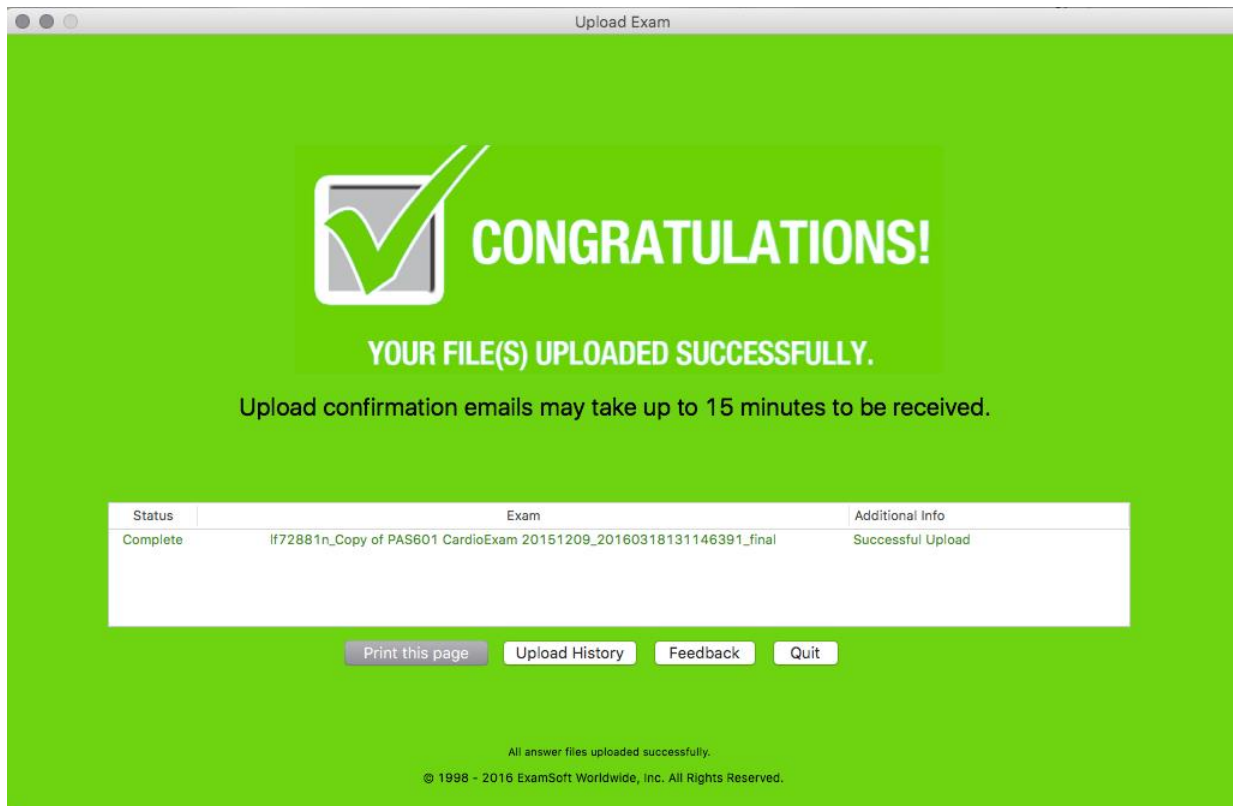 Upload Exam
CONGRATULATIONS!
YOUR FILE(S) UPLOADED SUCCESSFULLY.
Upload confirmation emails may take up to 15 minutes to be received.
Status Exam Additional Info
Complete lf72881n_Copy of PAS601 CardioExam 20151209_20160318131146391_final Successful Upload
Print this page Upload History Feedback Quit
All answer files uploaded successfully.
© 1998 - 2016 ExamSoft Worldwide, Inc. All Rights Reserved.